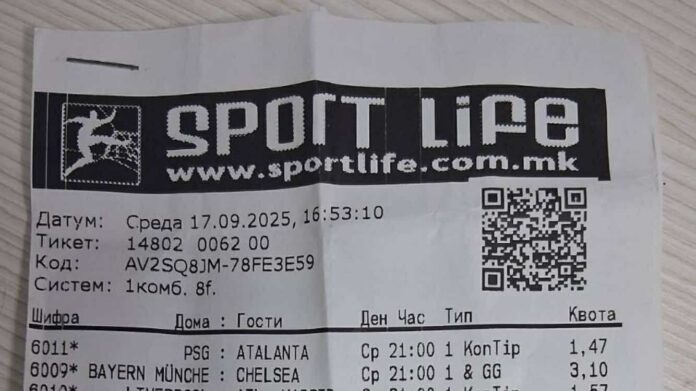 SPORT LiFe
www.sportlife.com.mk
Датум: Среда 17.09.2025, 16:53:10
Тикет: 14802 0062 00
Код: AV2SQ8JM-78FE3E59
Систем: 1комб. 8f.
Шифра Дома : Гости Ден Час Тип Квота
6011* PSG : ATALANTA Ср 21:00 1 KonTip 1,47
6009* BAYERN MÜNCHE : CHELSEA Ср 21:00 1 & GG 3,10